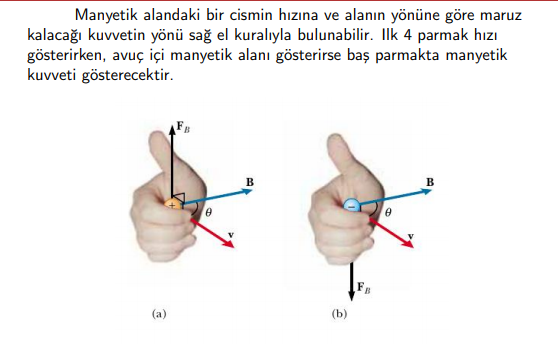 Manyetik alandaki bir cismin hızına ve alanın yönüne göre maruz
kalacağı kuvvetin yönü sağ el kuralıyla bulunabilir. Ilk 4 parmak hızı
gösterirken, avuç içi manyetik alanı gösterirse baş parmakta manyetik
kuvveti gösterecektir.
F_B
B
+
θ
v
(a)
B
−
θ
v
F_B
(b)